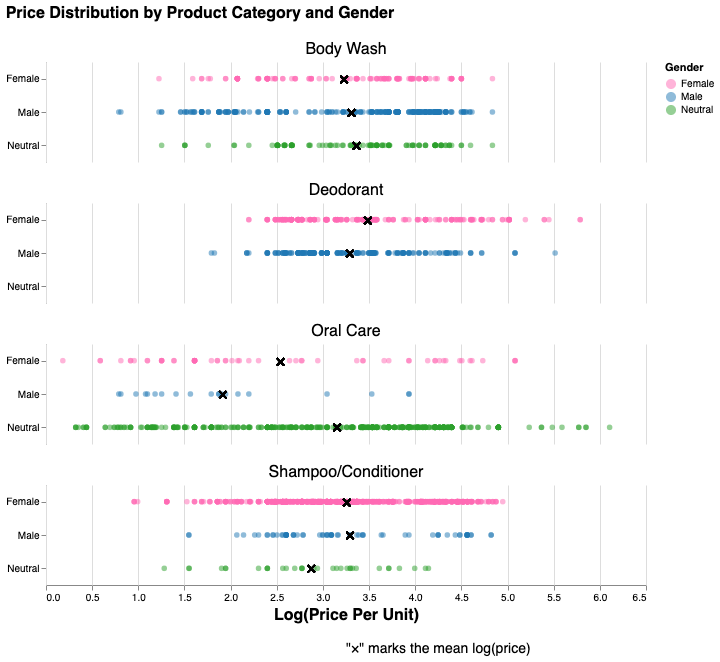 Price Distribution by Product Category and Gender
Body Wash
Gender
Female
Male
Neutral
Female
Male
Neutral
Deodorant
Female
Male
Neutral
Oral Care
Female
Male
Neutral
Shampoo/Conditioner
Female
Male
Neutral
0.0 0.5 1.0 1.5 2.0 2.5 3.0 3.5 4.0 4.5 5.0 5.5 6.0 6.5
Log(Price Per Unit)
"×" marks the mean log(price)